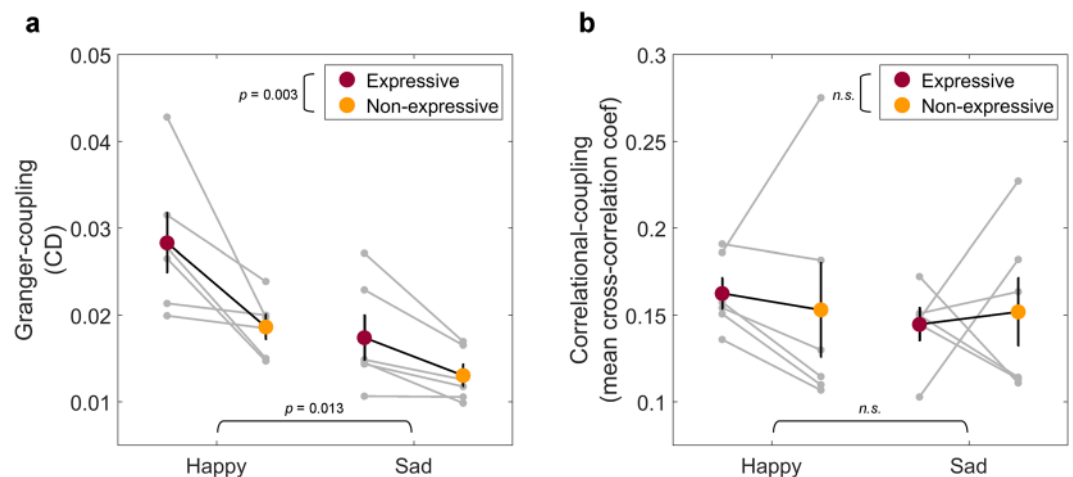 a
0.05
0.04
0.03
0.02
0.01
Granger-coupling
(CD)
p = 0.003
Expressive
Non-expressive
p = 0.013
Happy
Sad
b
0.3
0.25
0.2
0.15
0.1
Correlational-coupling
(mean cross-correlation coef)
n.s.
Expressive
Non-expressive
n.s.
Happy
Sad